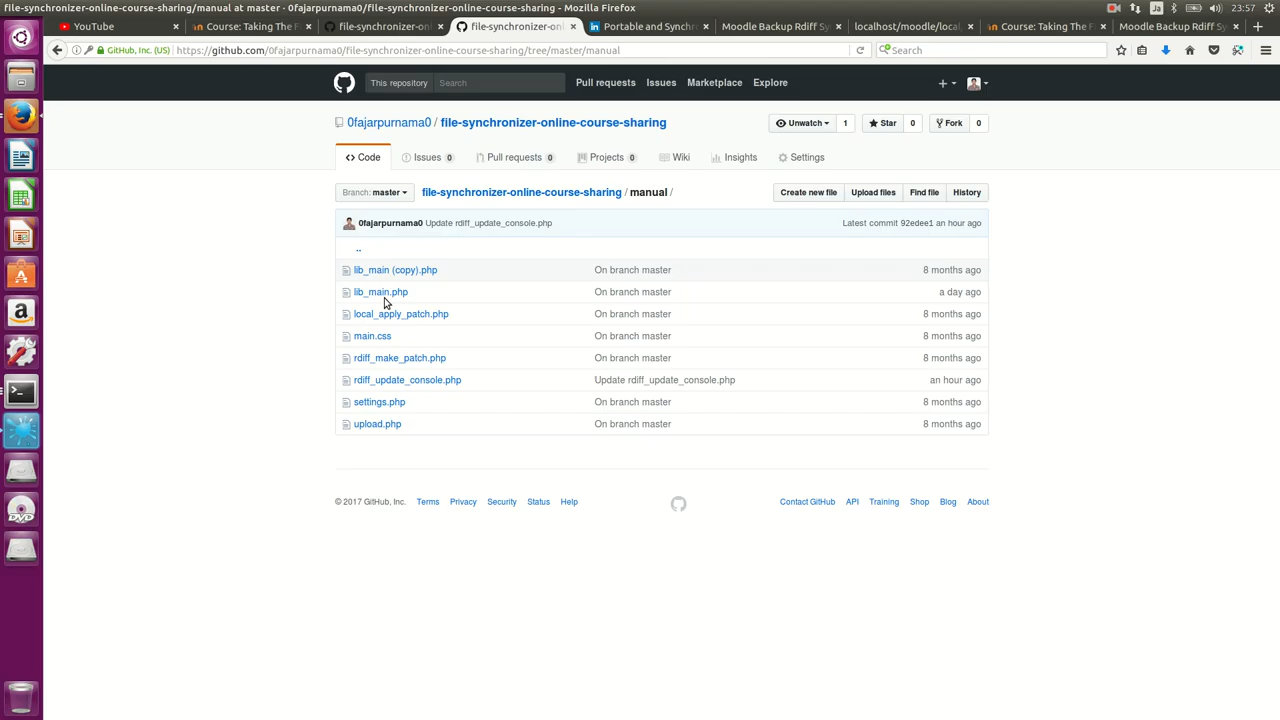 file-synchronizer-online-course-sharing/manual at master · 0fajarpurnama0/file-synchronizer-online-course-sharing - Mozilla Firefox
Ja
23:57
YouTube
Course: Taking The F
file-synchronizer-onl
file-synchronizer-onl
Portable and Synchr
Moodle Backup Rdiff Sy
localhost/moodle/local
Course: Taking The F
Moodle Backup Rdiff Sy
GitHub, Inc. (US)
https://github.com/0fajarpurnama0/file-synchronizer-online-course-sharing/tree/master/manual
Search
This repository
Search
Pull requests
Issues
Marketplace
Explore
0fajarpurnama0 / file-synchronizer-online-course-sharing
Unwatch
1
Star
0
Fork
0
Code
Issues 0
Pull requests 0
Projects 0
Wiki
Insights
Settings
Branch: master
file-synchronizer-online-course-sharing / manual /
Create new file
Upload files
Find file
History
0fajarpurnama0 Update rdiff_update_console.php
Latest commit 92edee1 an hour ago
..
lib_main (copy).php On branch master 8 months ago
lib_main.php On branch master a day ago
local_apply_patch.php On branch master 8 months ago
main.css On branch master 8 months ago
rdiff_make_patch.php On branch master 8 months ago
rdiff_update_console.php Update rdiff_update_console.php an hour ago
settings.php On branch master 8 months ago
upload.php On branch master 8 months ago
© 2017 GitHub, Inc. Terms Privacy Security Status Help
Contact GitHub API Training Shop Blog About
DVD